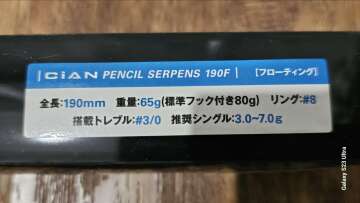 CIAN PENCIL SERPENS 190F [フローティング]
全長:190mm 重量:65g(標準フック付き80g) リング:#8
搭載トレブル:#3/0 推奨シングル:3.0~7.0g
Galaxy S23 Ultra